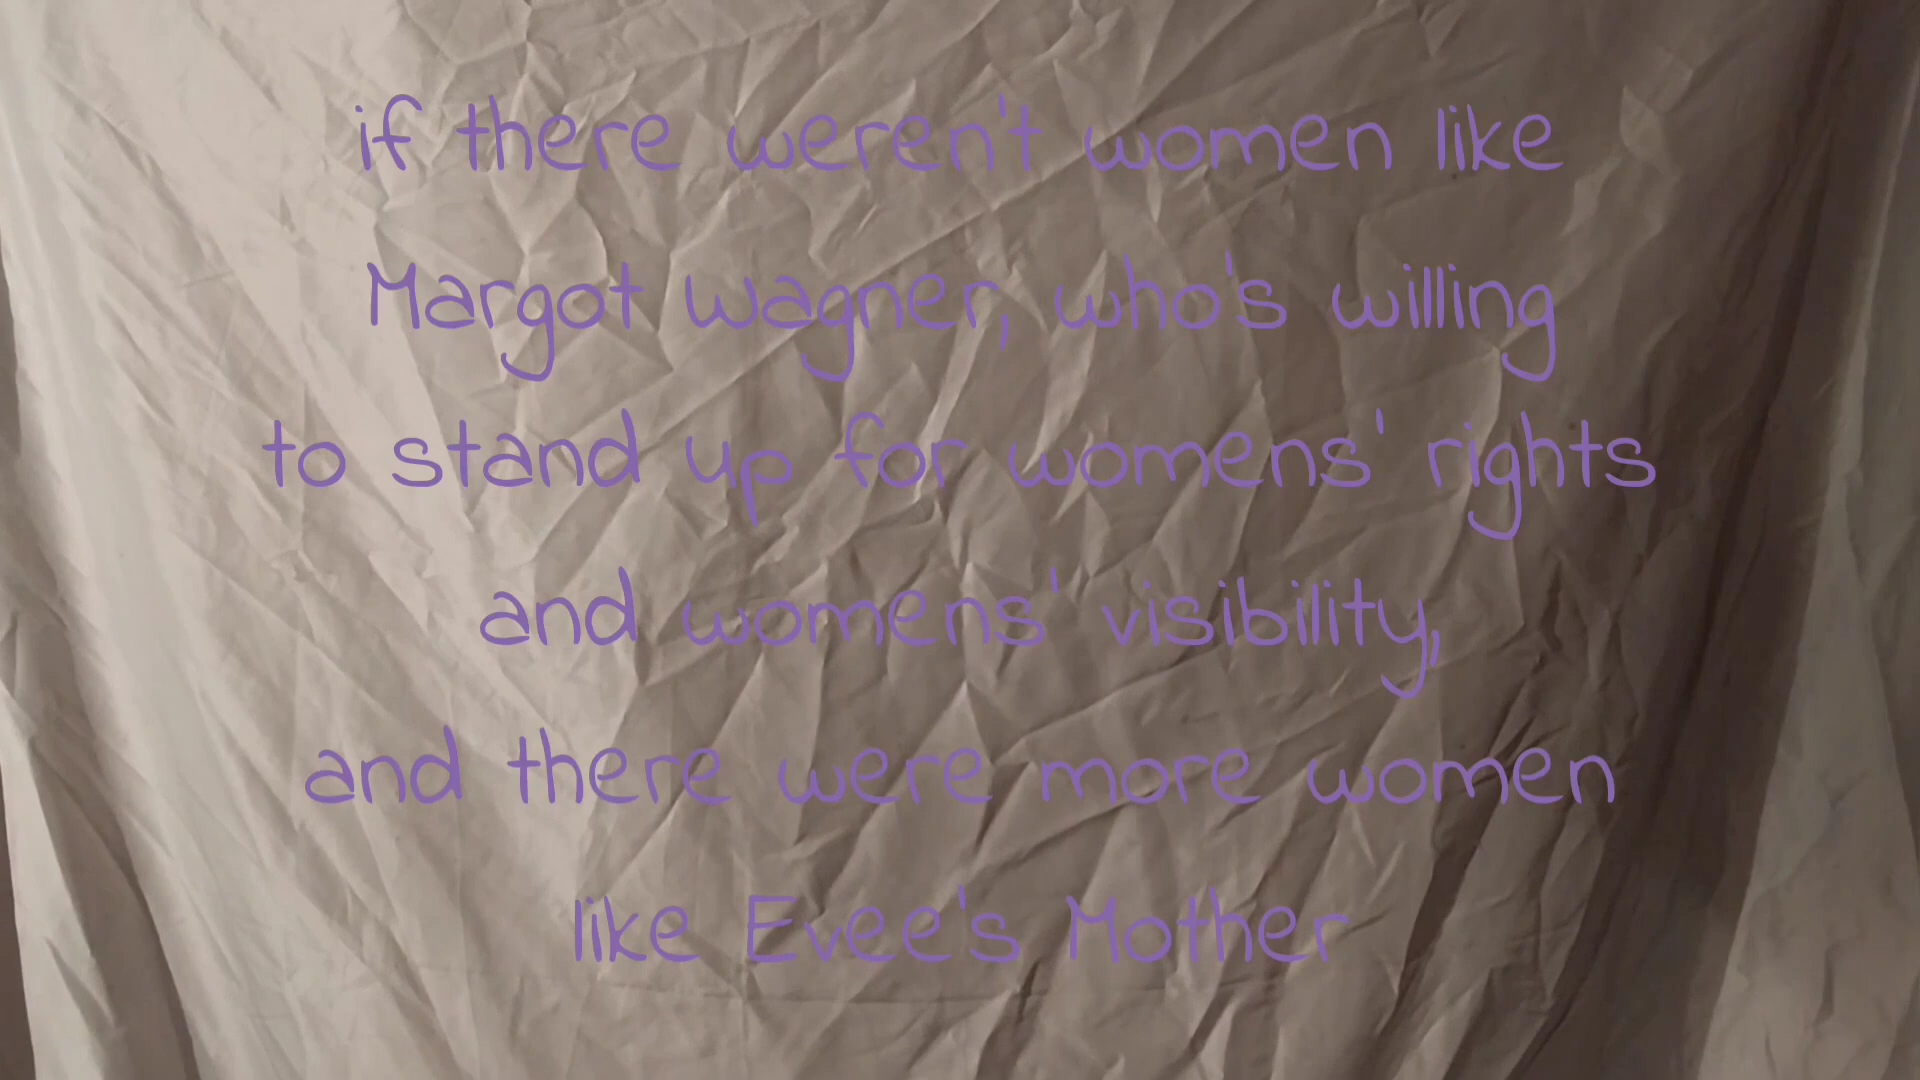 if there weren't women like
Margot Wagner, who's willing
to stand up for womens' rights
and womens' visibility,
and there were more women
like Evee's Mother